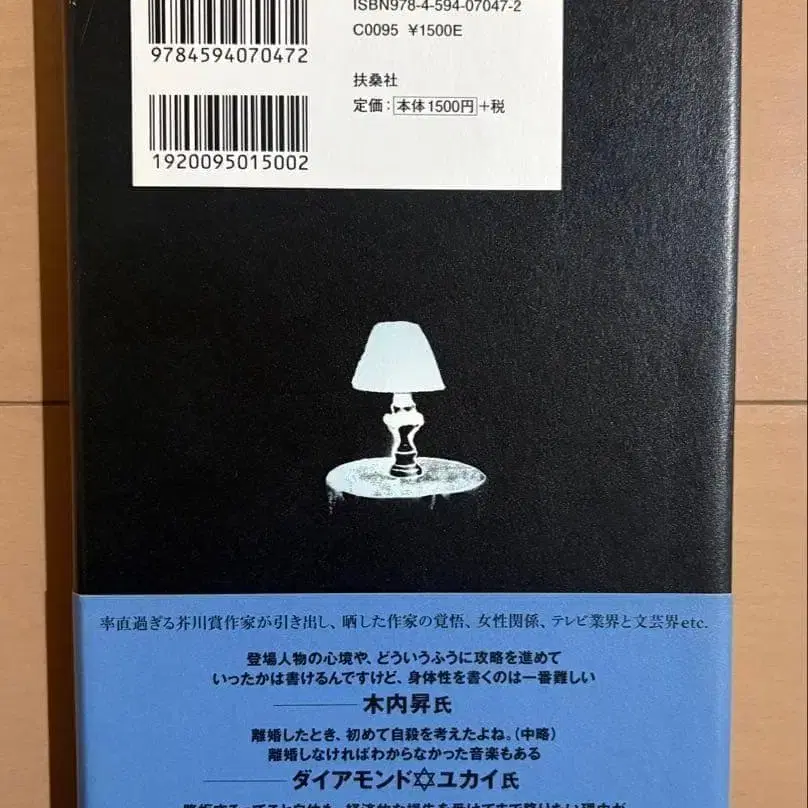 ISBN978-4-594-07047-2
C0095 ¥1500E
9784594070472
扶桑社
定価：本体1500円+税
1920095015002
率直過ぎる芥川賞作家が引き出し、晒した作家の覚悟、女性関係、テレビ業界と文芸界etc.
登場人物の心境や、どういうふうに攻略を進めて
いったかは書けるんですけど、身体性を書くのは一番難しい
木内昇氏
離婚したとき、初めて自殺を考えたよね。（中略）
離婚しなければわからなかった音楽もある
ダイアモンド✡ユカイ氏